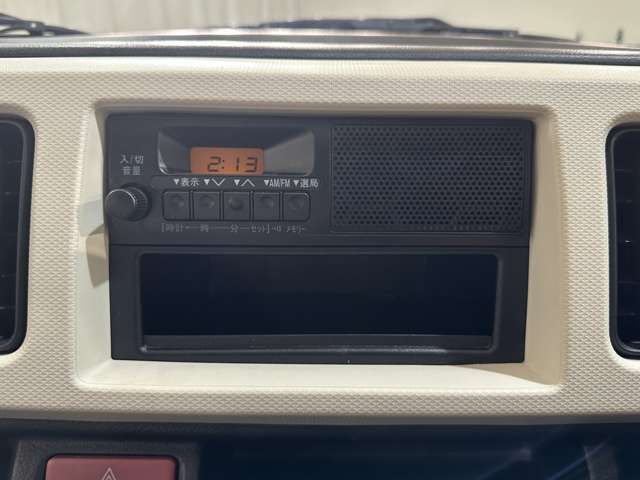 入/切
音量
2:13
▼表示 ▼∨ ▼∧ ▼AM/FM ▼選局
[時計← 時 分 セット] メモリー